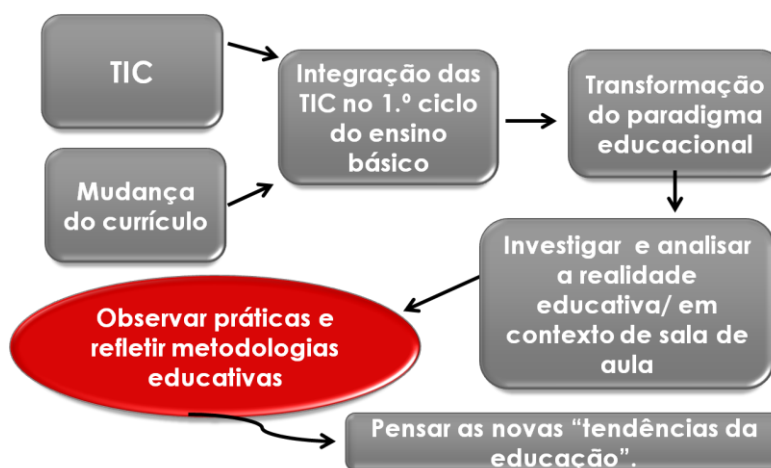 TIC
Integração das
TIC no 1.º ciclo
do ensino
básico
Transformação
do paradigma
educacional
Mudança
do currículo
Investigar e analisar
a realidade
educativa/ em
contexto de sala de
aula
Observar práticas e
refletir metodologias
educativas
Pensar as novas “tendências da
educação”.